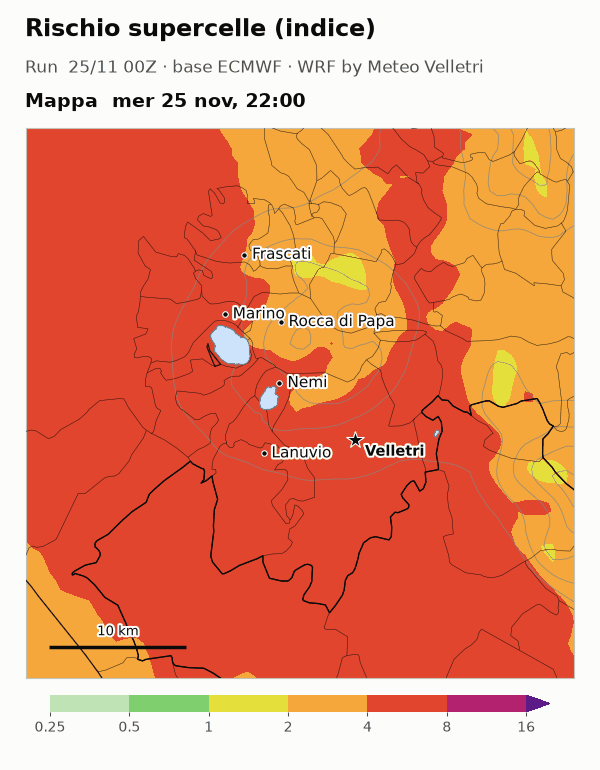 Rischio supercelle (indice)
Run  25/11 00Z · base ECMWF · WRF by Meteo Velletri
Mappa  mer 25 nov, 22:00
Frascati
Marino
Rocca di Papa
Nemi
Velletri
Lanuvio
10 km
0.25 0.5 1 2 4 8 16